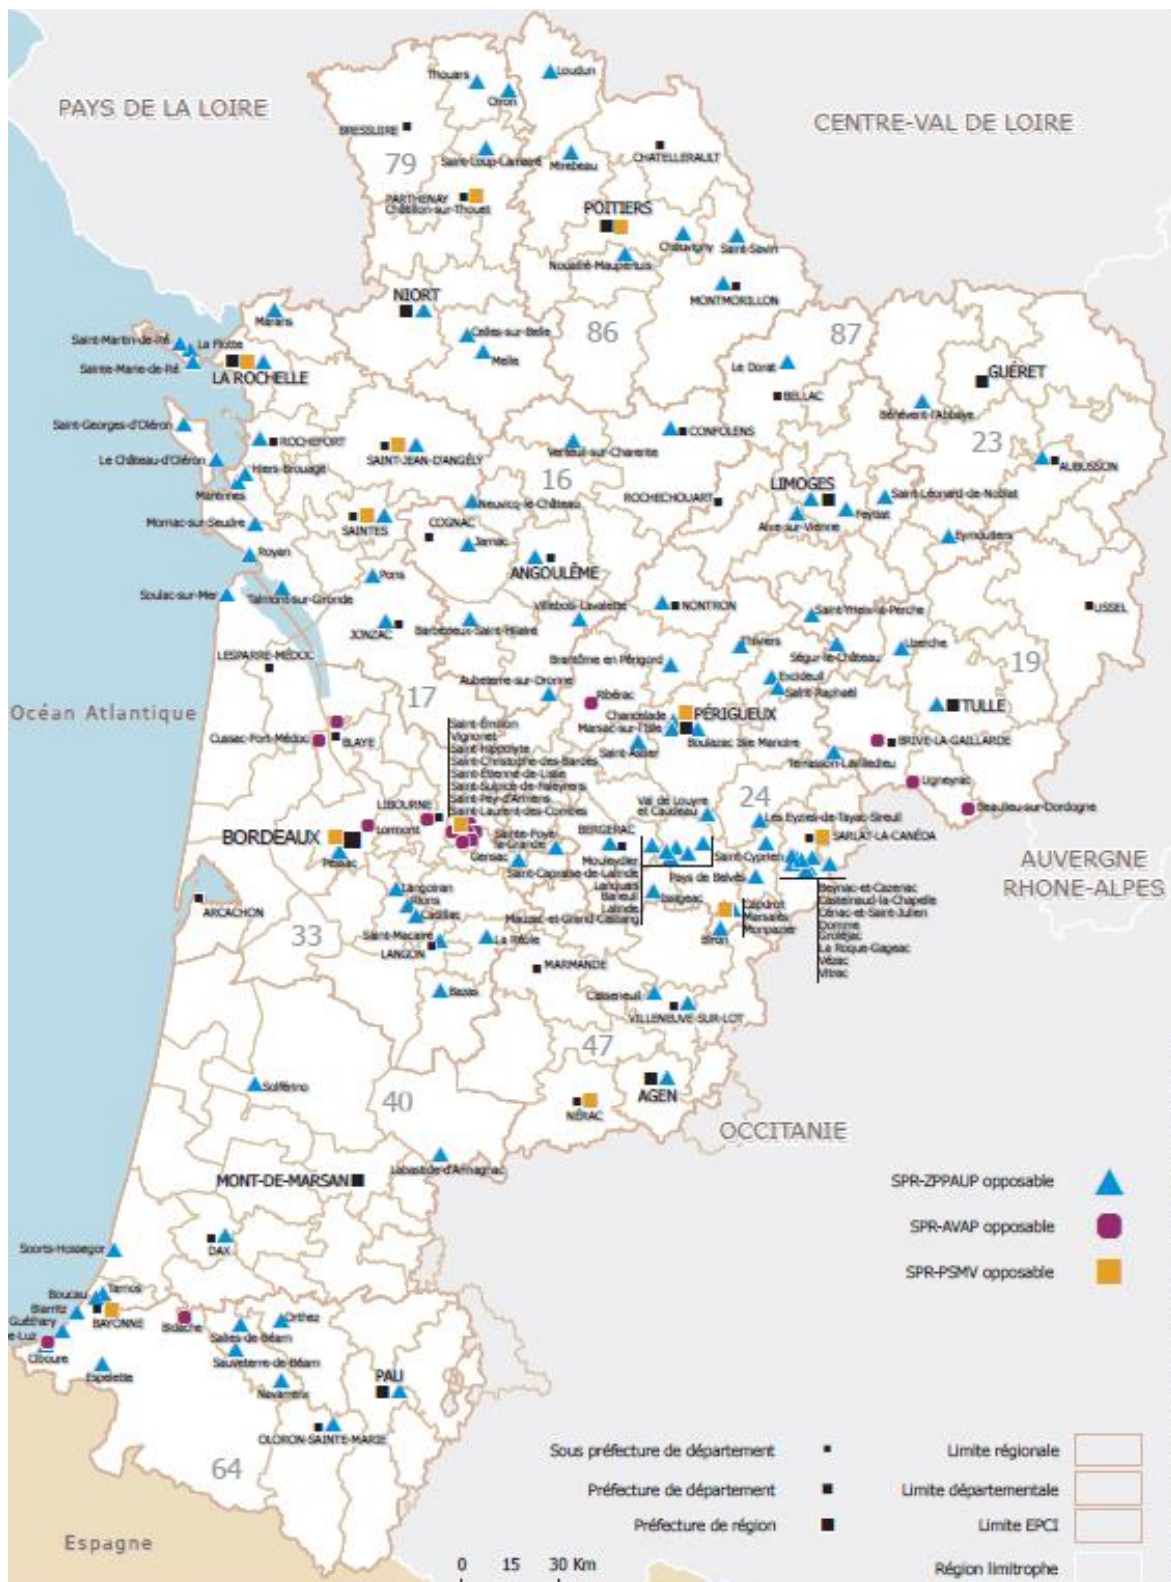 PAYS DE LA LOIRE
CENTRE-VAL DE LOIRE
Thouars
Loudun
Oiron
BRESSUIRE
79
Saint-Loup-Lamairé
Mirebeau
CHATELLERAULT
PARTHENAY
Châtillon-sur-Thouet
POITIERS
Chauvigny
Saint-Savin
Nouaillé-Maupertuis
MONTMORILLON
NIORT
Marans
86
87
Celles-sur-Belle
Melle
Saint-Martin-de-Ré
La Flotte
Sainte-Marie-de-Ré
LA ROCHELLE
Le Dorat
GUÉRET
BELLAC
Bénévent-l'Abbaye
23
Saint-Georges-d'Oléron
ROCHEFORT
CONFOLENS
SAINT-JEAN-D'ANGÉLY
Verteuil-sur-Charente
Le Château-d'Oléron
Hiers-Brouage
AUBUSSON
16
LIMOGES
Marennes
Neuvicq-le-Château
ROCHECHOUART
Saint-Léonard-de-Noblat
Feytiat
Mornac-sur-Seudre
SAINTES
COGNAC
Aixe-sur-Vienne
Jarnac
Eymoutiers
Royan
ANGOULÊME
Pons
Soulac-sur-Mer
Talmont-sur-Gironde
Villebois-Lavalette
NONTRON
Saint-Yrieix-la-Perche
USSEL
JONZAC
Barbezieux-Saint-Hilaire
Thiviers
Ségur-le-Château
Uzerche
LESPARRE-MÉDOC
Brantôme en Périgord
19
Excideuil
Saint-Raphaël
Aubeterre-sur-Dronne
Ribérac
17
TULLE
Océan Atlantique
Chancelade
PÉRIGUEUX
Saint-Émilion
Marsac-sur-l'Isle
Vignonet
Cussac-Fort-Médoc
BLAYE
Boulazac Isle Manoire
BRIVE-LA-GAILLARDE
Saint-Hippolyte
Saint-Astier
Saint-Christophe-des-Bardes
Terrasson-Lavilledieu
Saint-Étienne-de-Lisse
Saint-Sulpice-de-Faleyrens
Ligneyrac
Saint-Pey-d'Armens
Saint-Laurent-des-Combes
24
Val de Louyre
et Caudeau
Beaulieu-sur-Dordogne
LIBOURNE
Les Eyzies-de-Tayac-Sireuil
Lormont
BERGERAC
BORDEAUX
Sainte-Foye-
la-Grande
SARLAT-LA-CANÉDA
Pessac
Gensac
Mouleydier
Saint-Cyprien
Saint-Capraise-de-Lalinde
AUVERGNE
RHONE-ALPES
Lanquais
Pays de Belvès
Baneuil
Langoiran
Beynac-et-Cazenac
ARCACHON
Rions
Lalinde
Issigeac
Capdrot
Castelnaud-la-Chapelle
Cadillac
Mauzac-et-Grand-Castang
Marsalès
Cénac-et-Saint-Julien
Monpazier
Domme
33
Saint-Macaire
La Réole
Biron
Groléjac
LANGON
La Roque-Gageac
MARMANDE
Vézac
Vitrac
Bazas
Casseneuil
VILLENEUVE-SUR-LOT
47
Solférino
AGEN
40
NÉRAC
OCCITANIE
Labastide-d'Armagnac
MONT-DE-MARSAN
SPR-ZPPAUP opposable
SPR-AVAP opposable
DAX
Soorts-Hossegor
SPR-PSMV opposable
Boucau
Tarnos
Biarritz
BAYONNE
Guéthary
Bidache
Orthez
e-Luz
Salies-de-Béarn
Ciboure
Sauveterre-de-Béarn
Espelette
Navarrenx
PAU
OLORON-SAINTE-MARIE
64
Sous préfecture de département
Limite régionale
Préfecture de département
Limite départementale
Préfecture de région
Limite EPCI
Espagne
0 15 30 Km
Région limitrophe